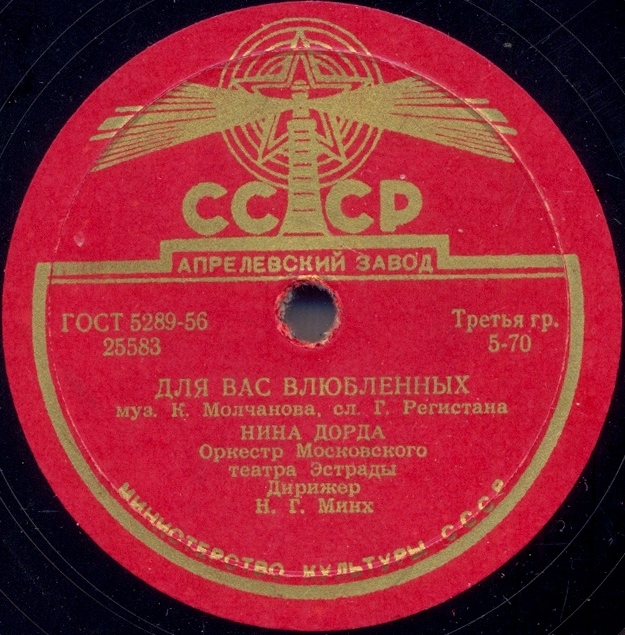 СССР
АПРЕЛЕВСКИЙ ЗАВОД
ГОСТ 5289-56
25583
Третья гр.
5-70
ДЛЯ ВАС ВЛЮБЛЕННЫХ
муз. К. Молчанова, сл. Г. Регистана
НИНА ДОРДА
Оркестр Московского
театра Эстрады
Дирижер
Н. Г. Минх
МИНИСТЕРСТВО КУЛЬТУРЫ СССР